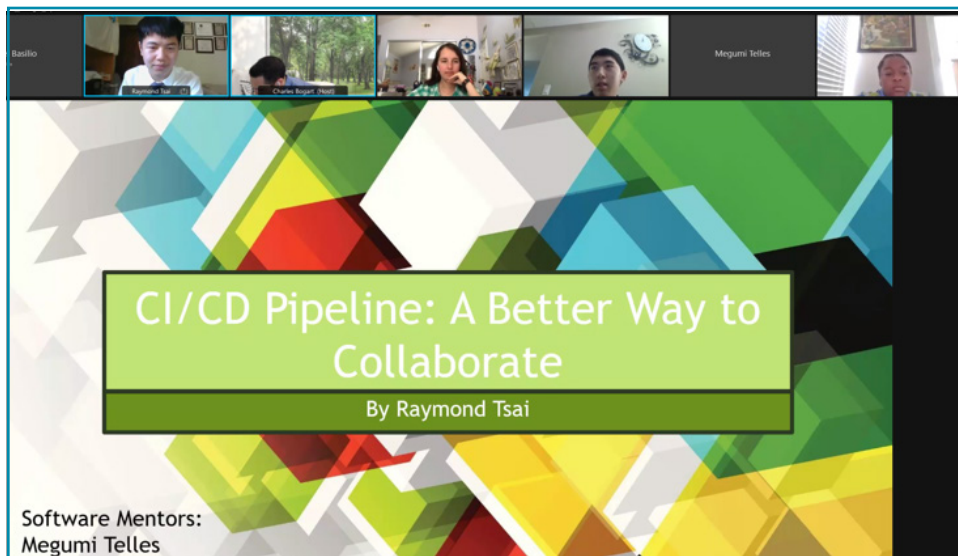 Basilio
Raymond Tsai
Charles Bogart (Host)
Megumi Telles
CI/CD Pipeline: A Better Way to
Collaborate
By Raymond Tsai
Software Mentors:
Megumi Telles